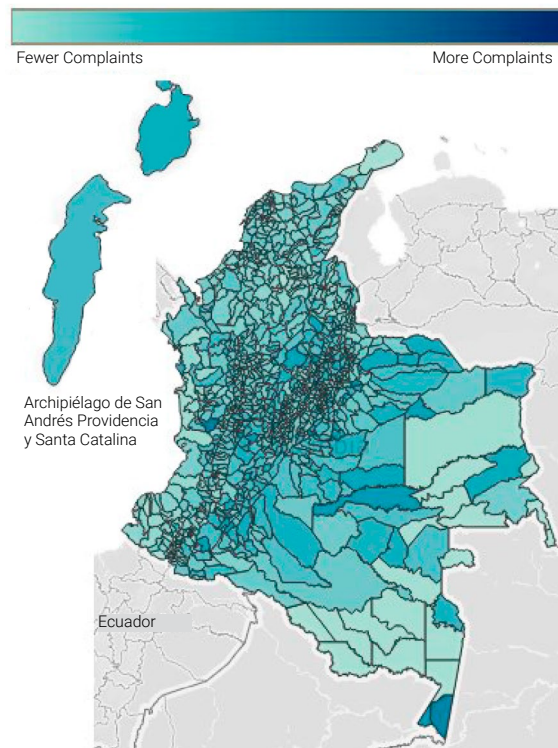 Fewer Complaints
More Complaints
Archipiélago de San
Andrés Providencia
y Santa Catalina
Ecuador